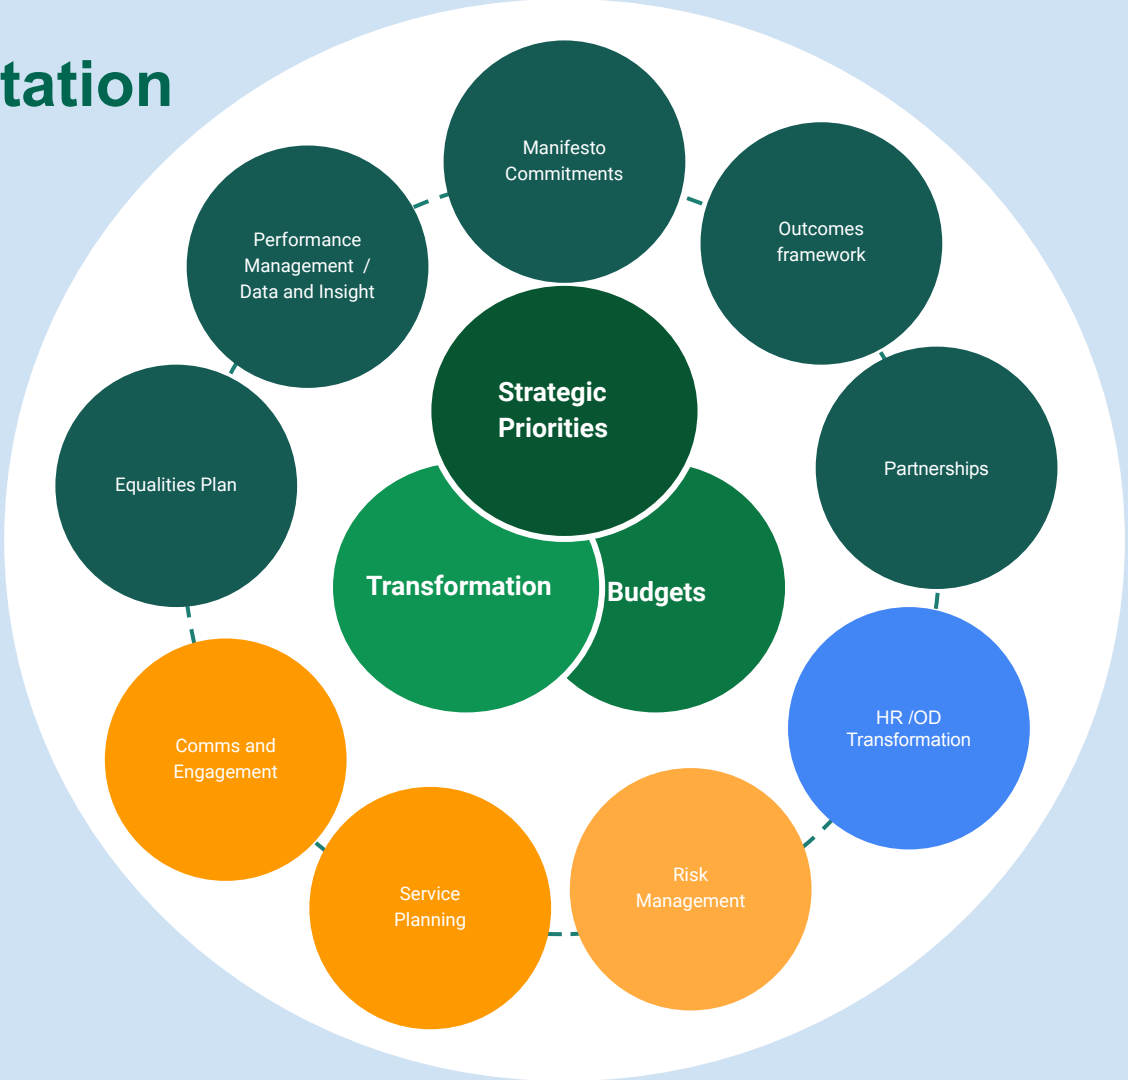 tation
Manifesto
Commitments
Outcomes
framework
Performance
Management  /
Data and Insight
Strategic
Priorities
Partnerships
Equalities Plan
Transformation
Budgets
HR /OD
Transformation
Comms and
Engagement
Risk
Management
Service
Planning